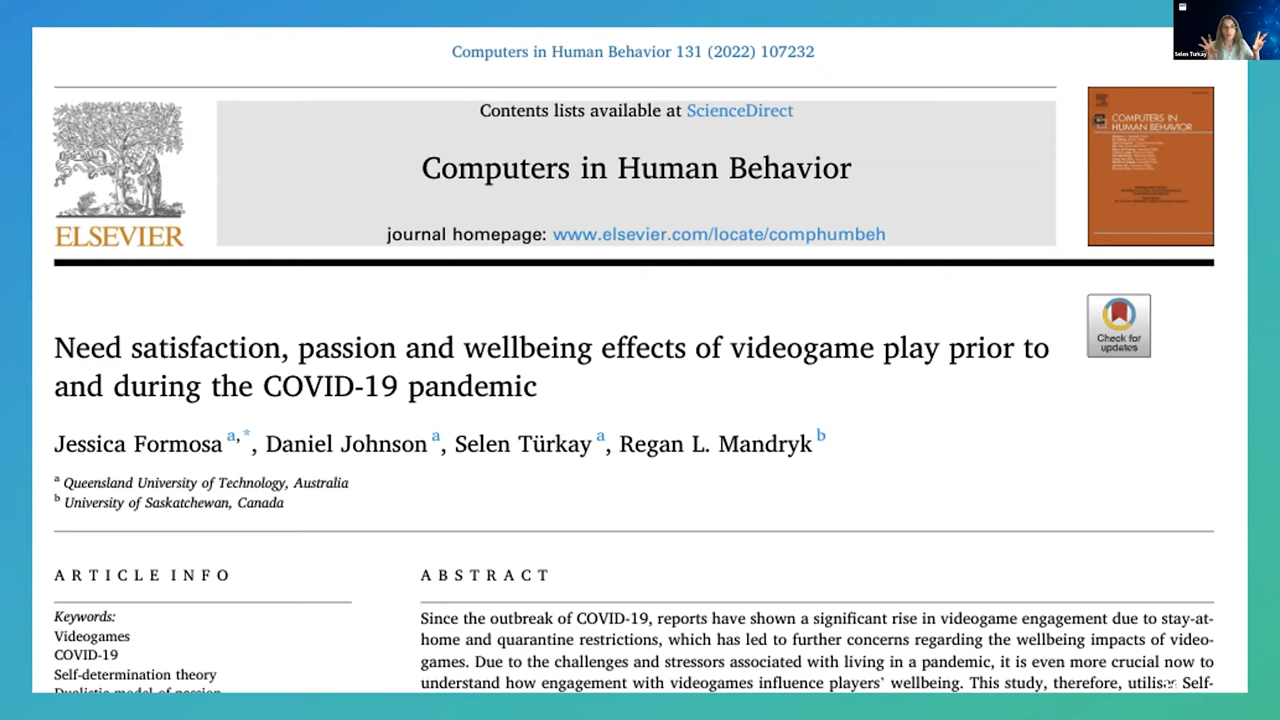 Computers in Human Behavior 131 (2022) 107232
Selen Turkay
Contents lists available at ScienceDirect
Computers in Human Behavior
journal homepage: www.elsevier.com/locate/comphumbeh
ELSEVIER
COMPUTERS IN
HUMAN BEHAVIOR
Check for
updates
Need satisfaction, passion and wellbeing effects of videogame play prior to
and during the COVID-19 pandemic
Jessica Formosa a,*, Daniel Johnson a, Selen Türkay a, Regan L. Mandryk b
a Queensland University of Technology, Australia
b University of Saskatchewan, Canada
ARTICLE INFO
Keywords:
Videogames
COVID-19
Self-determination theory
Dualistic model of passion
ABSTRACT
Since the outbreak of COVID-19, reports have shown a significant rise in videogame engagement due to stay-at-
home and quarantine restrictions, which has led to further concerns regarding the wellbeing impacts of video-
games. Due to the challenges and stressors associated with living in a pandemic, it is even more crucial now to
understand how engagement with videogames influence players' wellbeing. This study, therefore, utilises Self-